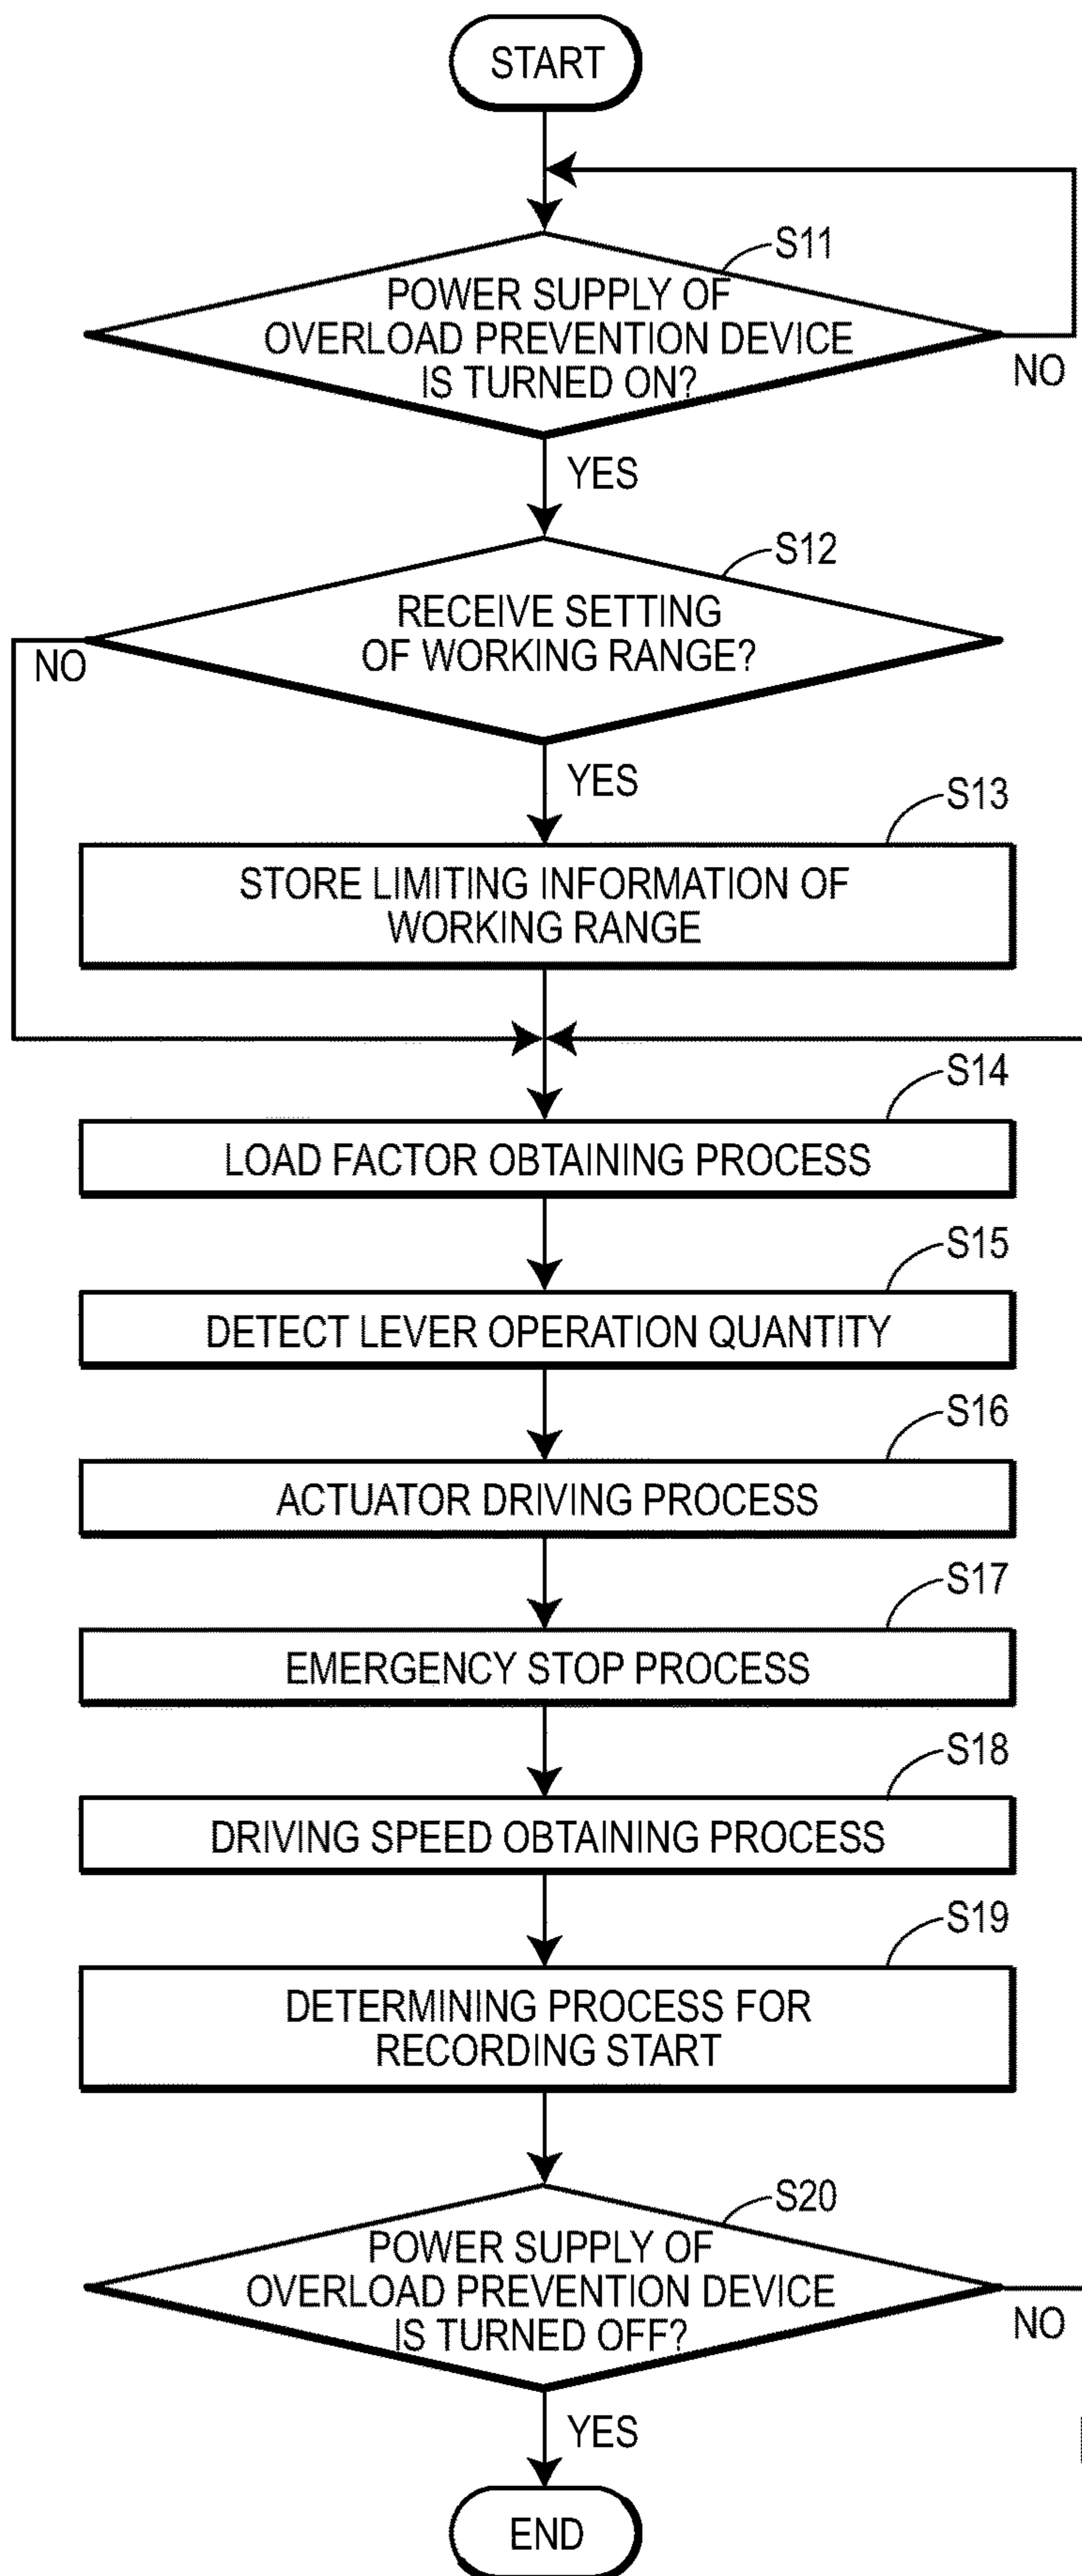 START
S11
POWER SUPPLY OF
OVERLOAD PREVENTION DEVICE
IS TURNED ON?
NO
YES
S12
RECEIVE SETTING
OF WORKING RANGE?
NO
YES
S13
STORE LIMITING INFORMATION OF
WORKING RANGE
S14
LOAD FACTOR OBTAINING PROCESS
S15
DETECT LEVER OPERATION QUANTITY
S16
ACTUATOR DRIVING PROCESS
S17
EMERGENCY STOP PROCESS
S18
DRIVING SPEED OBTAINING PROCESS
S19
DETERMINING PROCESS FOR
RECORDING START
S20
POWER SUPPLY OF
OVERLOAD PREVENTION DEVICE
IS TURNED OFF?
NO
YES
END